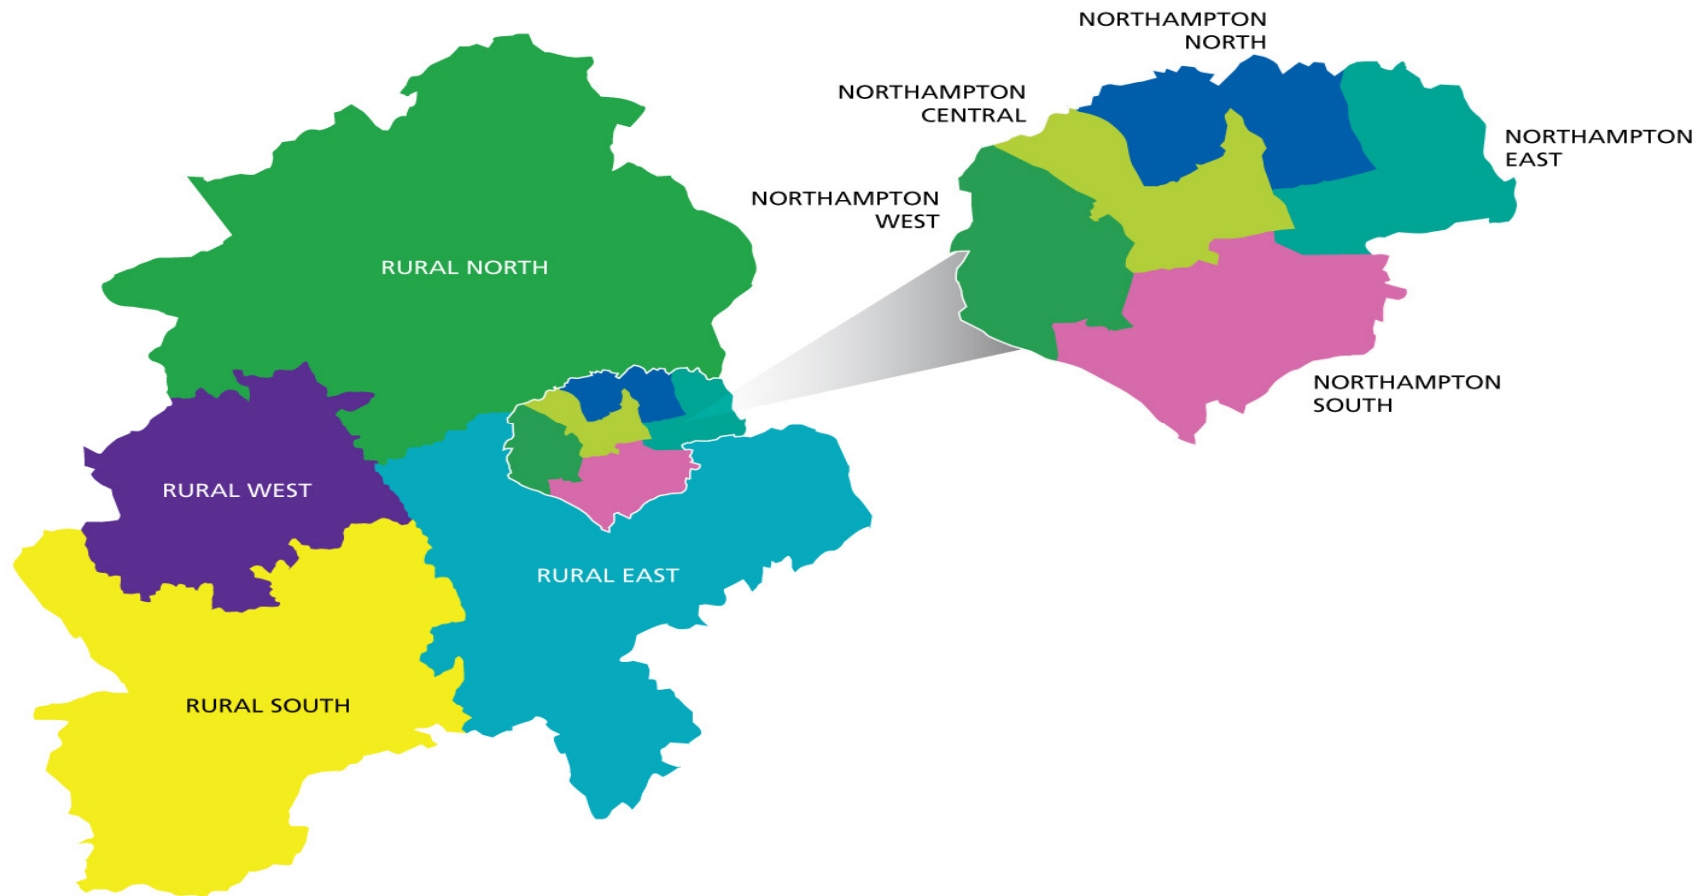 NORTHAMPTON
NORTH
NORTHAMPTON
CENTRAL
NORTHAMPTON
EAST
NORTHAMPTON
WEST
RURAL NORTH
NORTHAMPTON
SOUTH
RURAL WEST
RURAL EAST
RURAL SOUTH